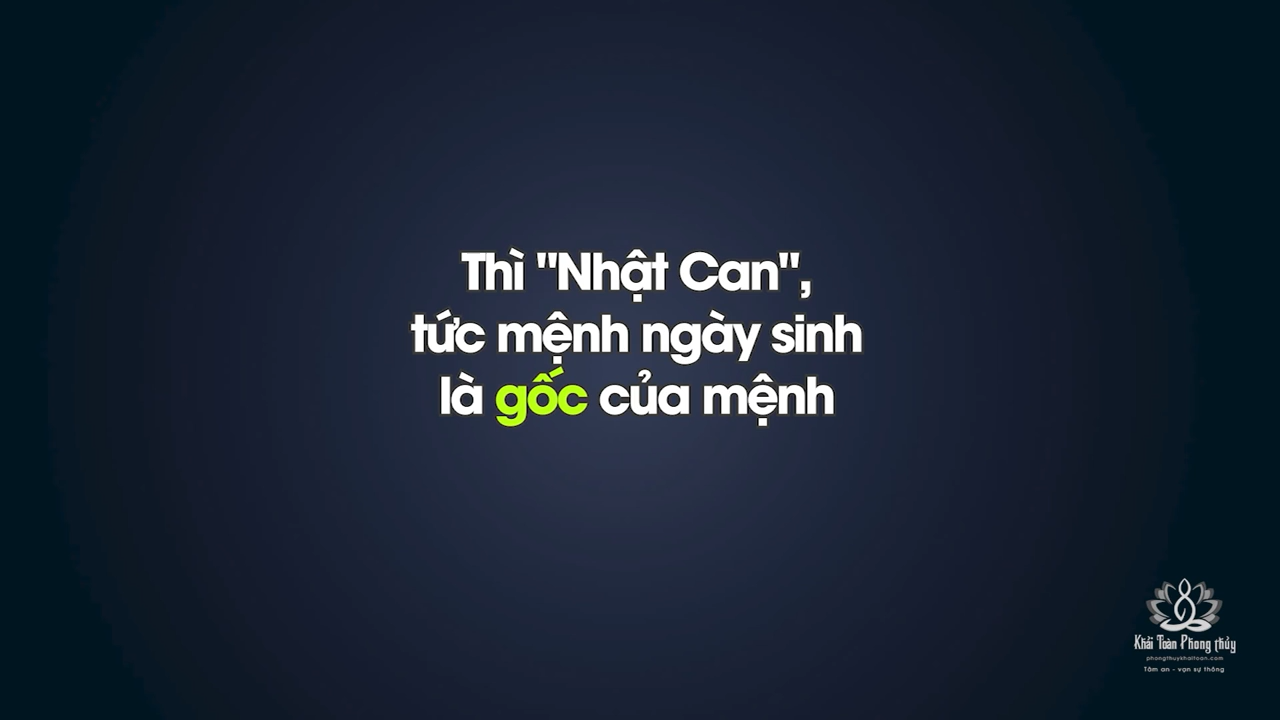 Thì "Nhật Can",
tức mệnh ngày sinh
là gốc của mệnh
Khải Toàn Phong thủy
phongthuykhaitoan.com
Tâm an - vạn sự thông